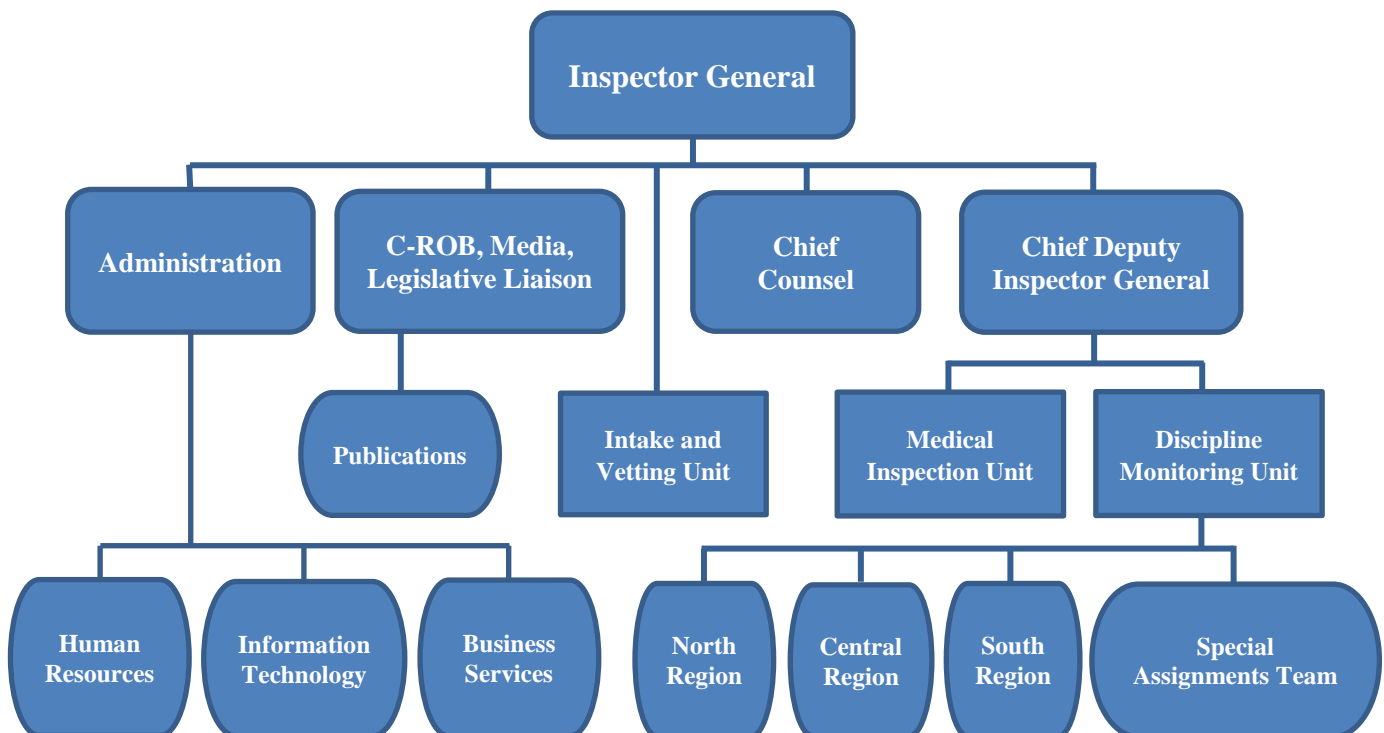 Inspector General
Administration
C-ROB, Media,
Legislative Liaison
Chief
Counsel
Chief Deputy
Inspector General
Publications
Intake and
Vetting Unit
Medical
Inspection Unit
Discipline
Monitoring Unit
Human
Resources
Information
Technology
Business
Services
North
Region
Central
Region
South
Region
Special
Assignments Team